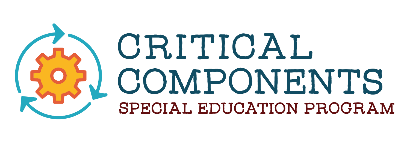 CRITICAL
COMPONENTS
SPECIAL EDUCATION PROGRAM